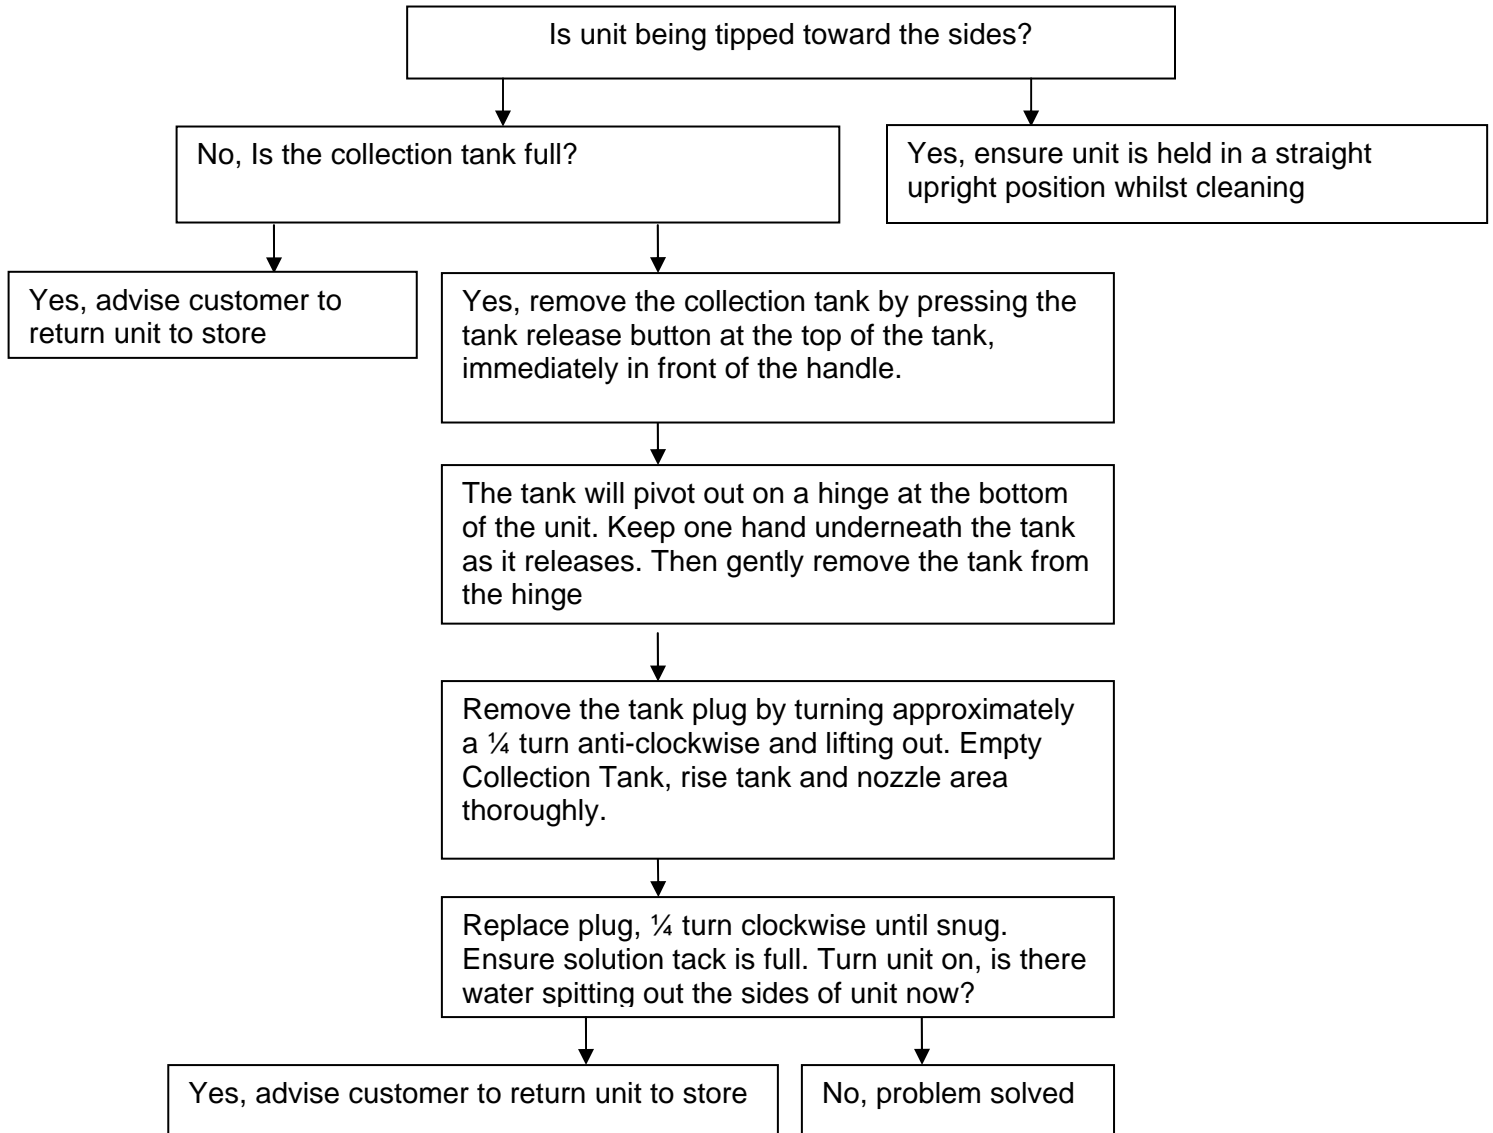 Is unit being tipped toward the sides?
No, Is the collection tank full?
Yes, ensure unit is held in a straight
upright position whilst cleaning
Yes, advise customer to
return unit to store
Yes, remove the collection tank by pressing the
tank release button at the top of the tank,
immediately in front of the handle.
The tank will pivot out on a hinge at the bottom
of the unit. Keep one hand underneath the tank
as it releases. Then gently remove the tank from
the hinge
Remove the tank plug by turning approximately
a ¼ turn anti-clockwise and lifting out. Empty
Collection Tank, rise tank and nozzle area
thoroughly.
Replace plug, ¼ turn clockwise until snug.
Ensure solution tack is full. Turn unit on, is there
water spitting out the sides of unit now?
Yes, advise customer to return unit to store
No, problem solved